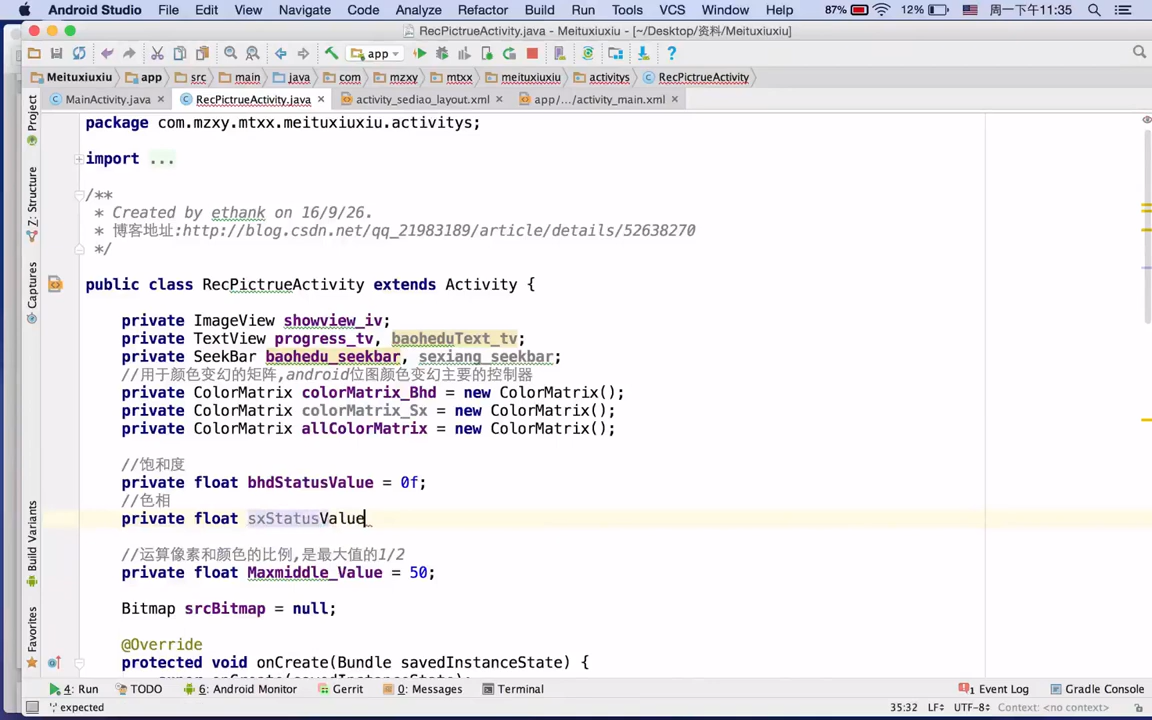 Android Studio File Edit View Navigate Code Analyze Refactor Build Run Tools VCS Window Help 87% 12% 周一下午11:35
RecPictrueActivity.java - Meituxiuxiu - [~/Desktop/资料/Meituxiuxiu]
app
Meituxiuxiu app src main java com mzxy mtxx meituxiuxiu activitys RecPictrueActivity
MainActivity.java RecPictrueActivity.java activity_sediao_layout.xml app/.../activity_main.xml
Project
Z: Structure
Captures
Build Variants
Favorites
package com.mzxy.mtxx.meituxiuxiu.activitys;
import ...
/**
* Created by ethank on 16/9/26.
* 博客地址:http://blog.csdn.net/qq_21983189/article/details/52638270
*/
public class RecPictrueActivity extends Activity {
private ImageView showview_iv;
private TextView progress_tv, baoheduText_tv;
private SeekBar baohedu_seekbar, sexiang_seekbar;
//用于颜色变幻的矩阵,android位图颜色变幻主要的控制器
private ColorMatrix colorMatrix_Bhd = new ColorMatrix();
private ColorMatrix colorMatrix_Sx = new ColorMatrix();
private ColorMatrix allColorMatrix = new ColorMatrix();
//饱和度
private float bhdStatusValue = 0f;
//色相
private float sxStatusValue
//运算像素和颜色的比例,是最大值的1/2
private float Maxmiddle_Value = 50;
Bitmap srcBitmap = null;
@Override
protected void onCreate(Bundle savedInstanceState) {
super.onCreate(savedInstanceState);
4: Run TODO 6: Android Monitor Gerrit 0: Messages Terminal 1 Event Log Gradle Console
';' expected 35:32 LF UTF-8 Context: <no context>